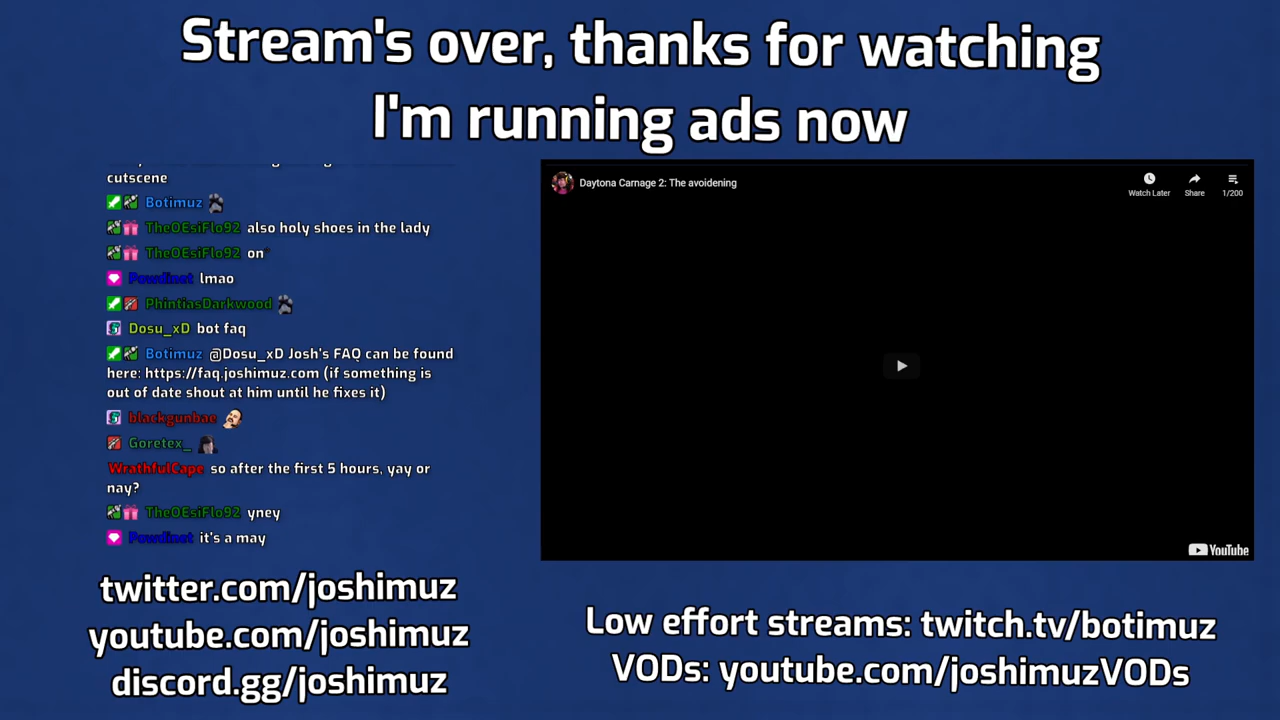 Stream's over, thanks for watching
I'm running ads now
cutscene
Botimuz
TheOEsiFlo92 also holy shoes in the lady
TheOEsiFlo92 on
Powdinet lmao
PhintiasDarkwood
Dosu_xD bot faq
Botimuz @Dosu_xD Josh's FAQ can be found
here: https://faq.joshimuz.com (if something is
out of date shout at him until he fixes it)
blackgunbae
Goretex_
WrathfulCape so after the first 5 hours, yay or
nay?
TheOEsiFlo92 yney
Powdinet it's a may
twitter.com/joshimuz
youtube.com/joshimuz
discord.gg/joshimuz
Daytona Carnage 2: The avoidening
Watch Later
Share
1/200
YouTube
Low effort streams: twitch.tv/botimuz
VODs: youtube.com/joshimuzVODs